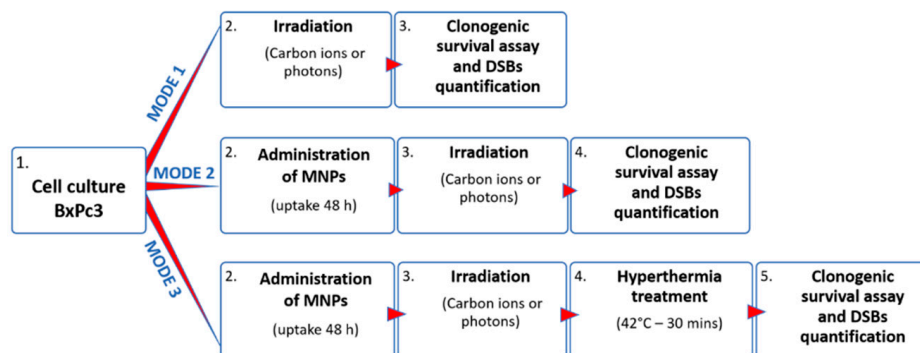 1.
Cell culture
BxPc3
MODE 1
2.
Irradiation
(Carbon ions or
photons)
3.
Clonogenic
survival assay
and DSBs
quantification
MODE 2
2.
Administration
of MNPs
(uptake 48 h)
3.
Irradiation
(Carbon ions or
photons)
4.
Clonogenic
survival assay
and DSBs
quantification
MODE 3
2.
Administration
of MNPs
(uptake 48 h)
3.
Irradiation
(Carbon ions or
photons)
4.
Hyperthermia
treatment
(42°C – 30 mins)
5.
Clonogenic
survival assay
and DSBs
quantification